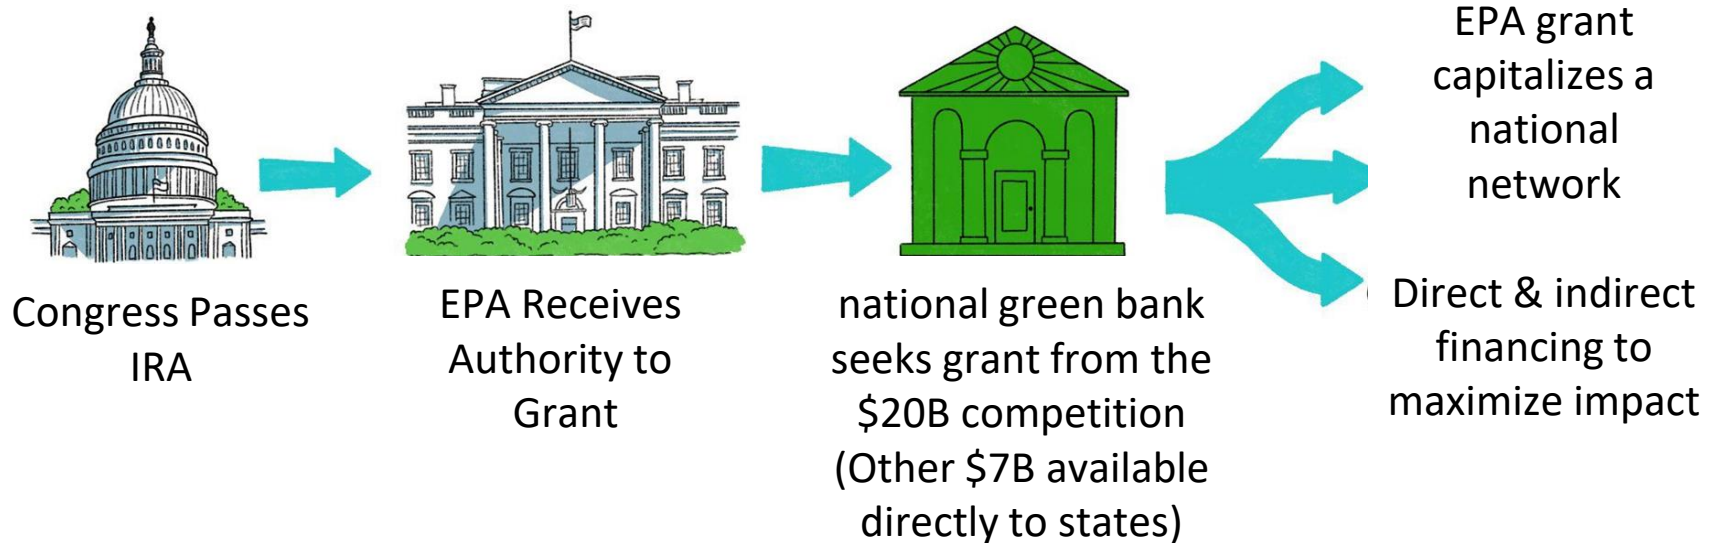 Congress Passes
IRA
EPA Receives
Authority to
Grant
national green bank
seeks grant from the
$20B competition
(Other $7B available
directly to states)
EPA grant
capitalizes a
national
network
Direct & indirect
financing to
maximize impact